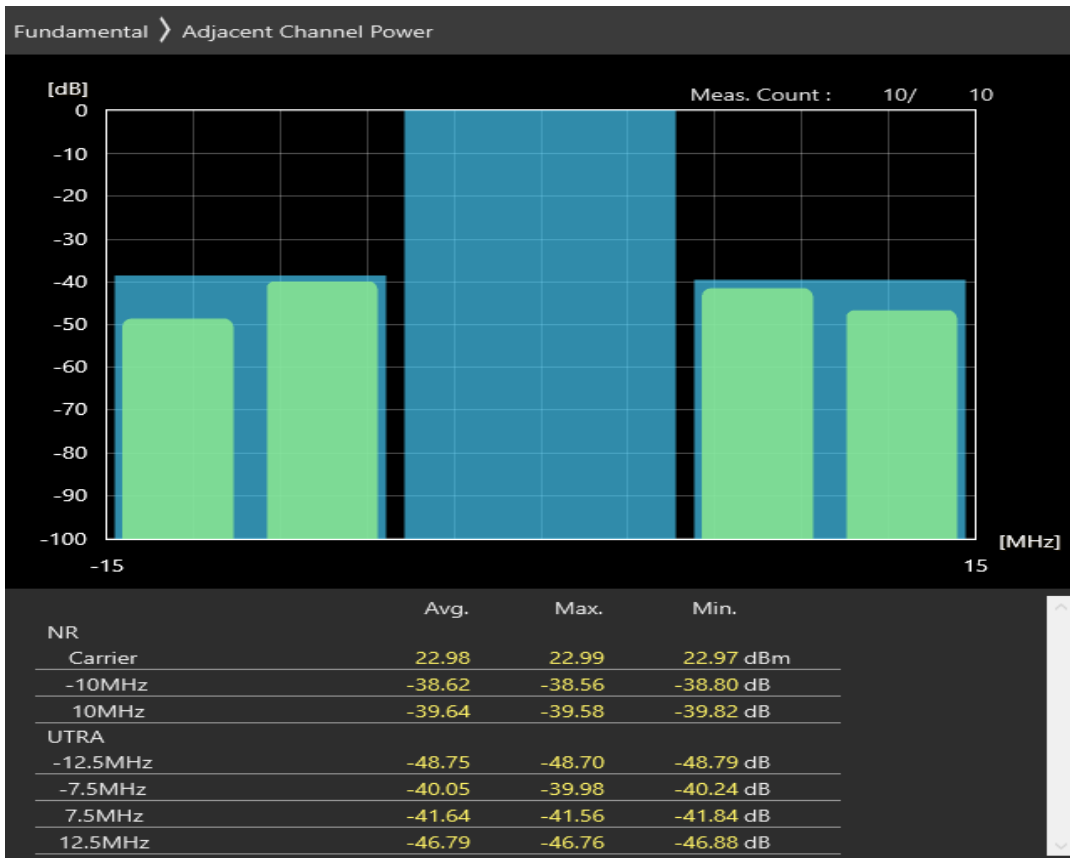 Fundamental 〉 Adjacent Channel Power
[dB]
Meas. Count : 10/ 10
0
-10
-20
-30
-40
-50
-60
-70
-80
-90
-100
[MHz]
-15 15
Avg. Max. Min.
NR
Carrier 22.98 22.99 22.97 dBm
-10MHz -38.62 -38.56 -38.80 dB
10MHz -39.64 -39.58 -39.82 dB
UTRA
-12.5MHz -48.75 -48.70 -48.79 dB
-7.5MHz -40.05 -39.98 -40.24 dB
7.5MHz -41.64 -41.56 -41.84 dB
12.5MHz -46.79 -46.76 -46.88 dB